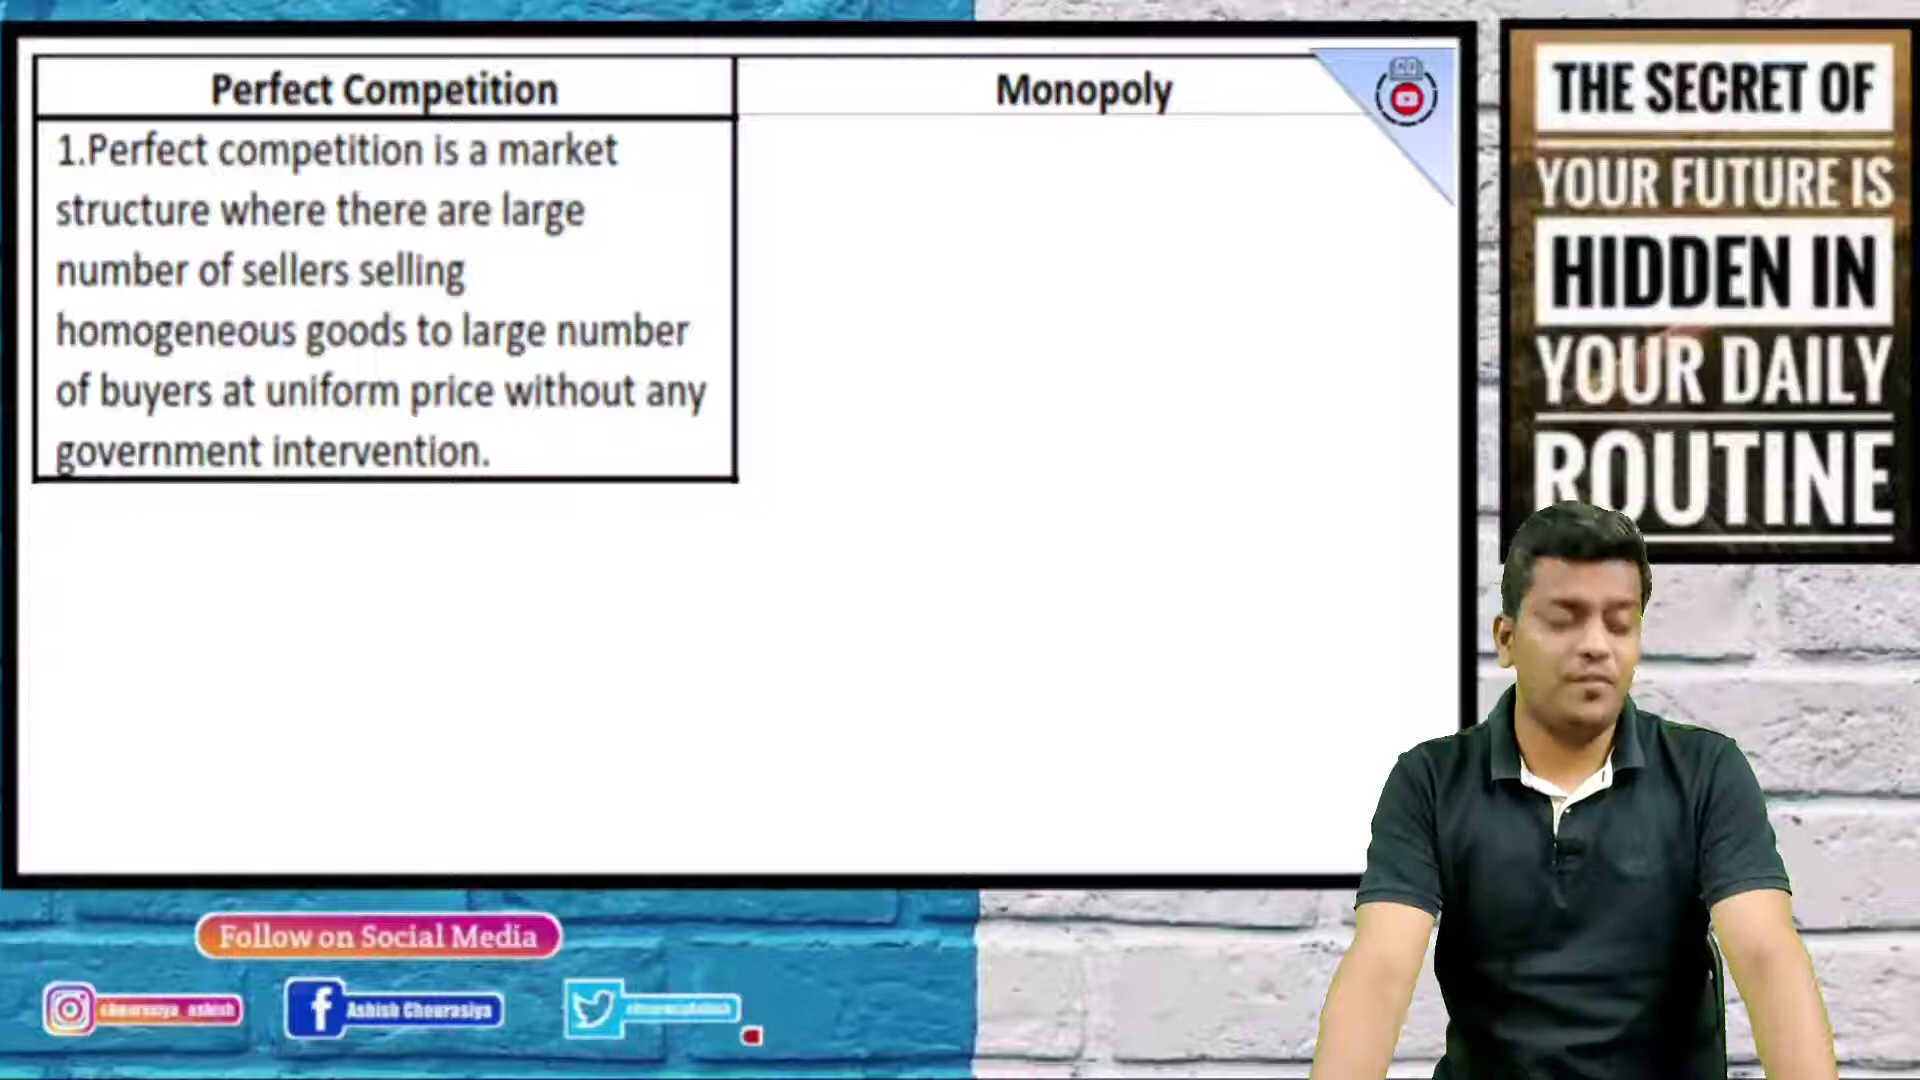 Perfect Competition
Monopoly
1.Perfect competition is a market
structure where there are large
number of sellers selling
homogeneous goods to large number
of buyers at uniform price without any
government intervention.
THE SECRET OF
YOUR FUTURE IS
HIDDEN IN
YOUR DAILY
ROUTINE
Follow on Social Media
chourasiya_ashish
Ashish Chourasiya